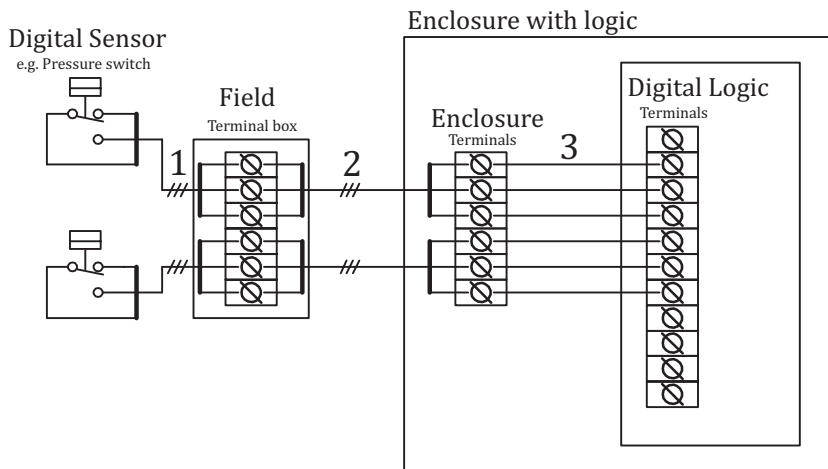 Enclosure with logic
Digital Sensor
e.g. Pressure switch
Field
Terminal box
Enclosure
Terminals
Digital Logic
Terminals
1
2
3